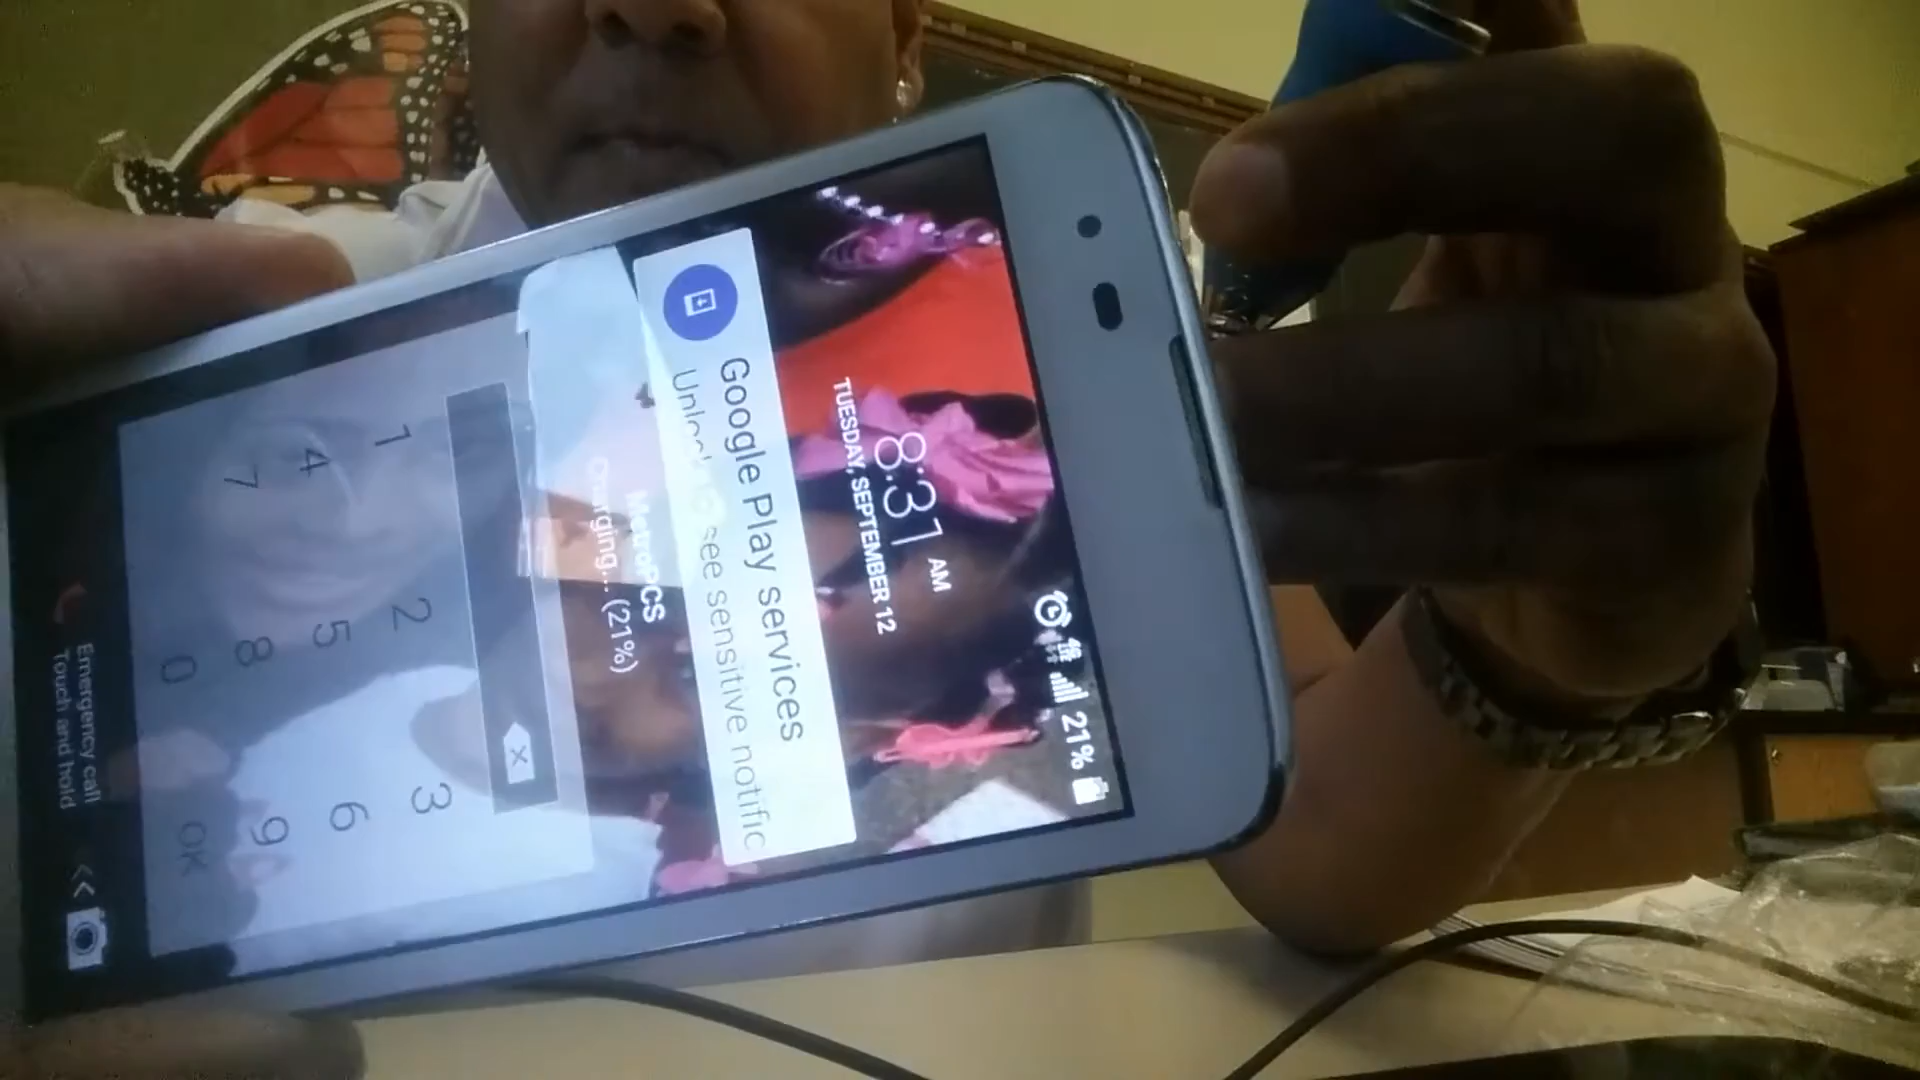 21%
8:31 AM
TUESDAY, SEPTEMBER 12
Google Play services
Unlock to see sensitive notific
MetroPCS
Charging... (21%)
1 2 3
4 5 6
7 8 9
0 OK
Emergency call
Touch and hold